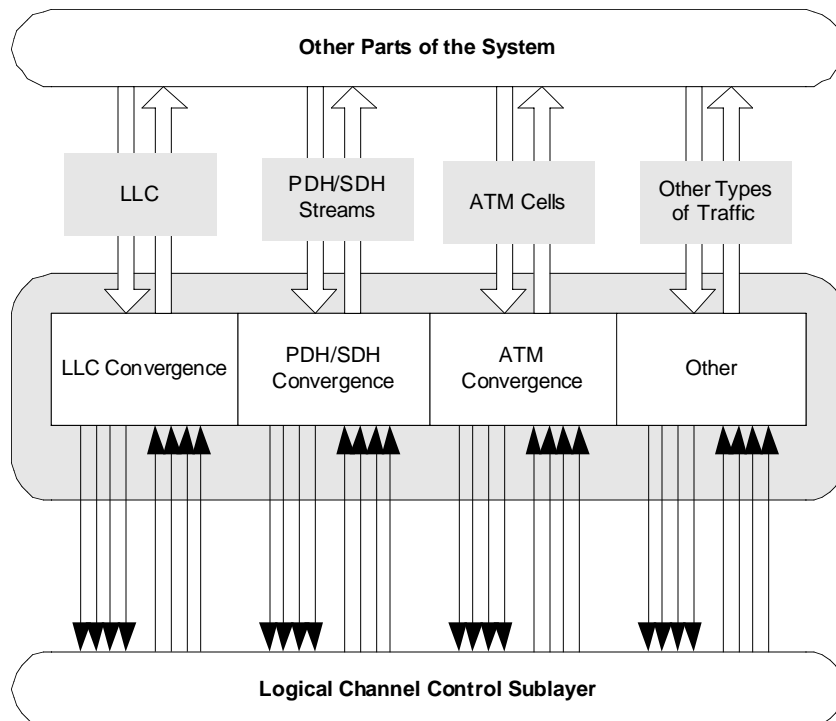 Other Parts of the System
LLC
PDH/SDH
Streams
ATM Cells
Other Types
of Traffic
LLC Convergence
PDH/SDH
Convergence
ATM
Convergence
Other
Logical Channel Control Sublayer